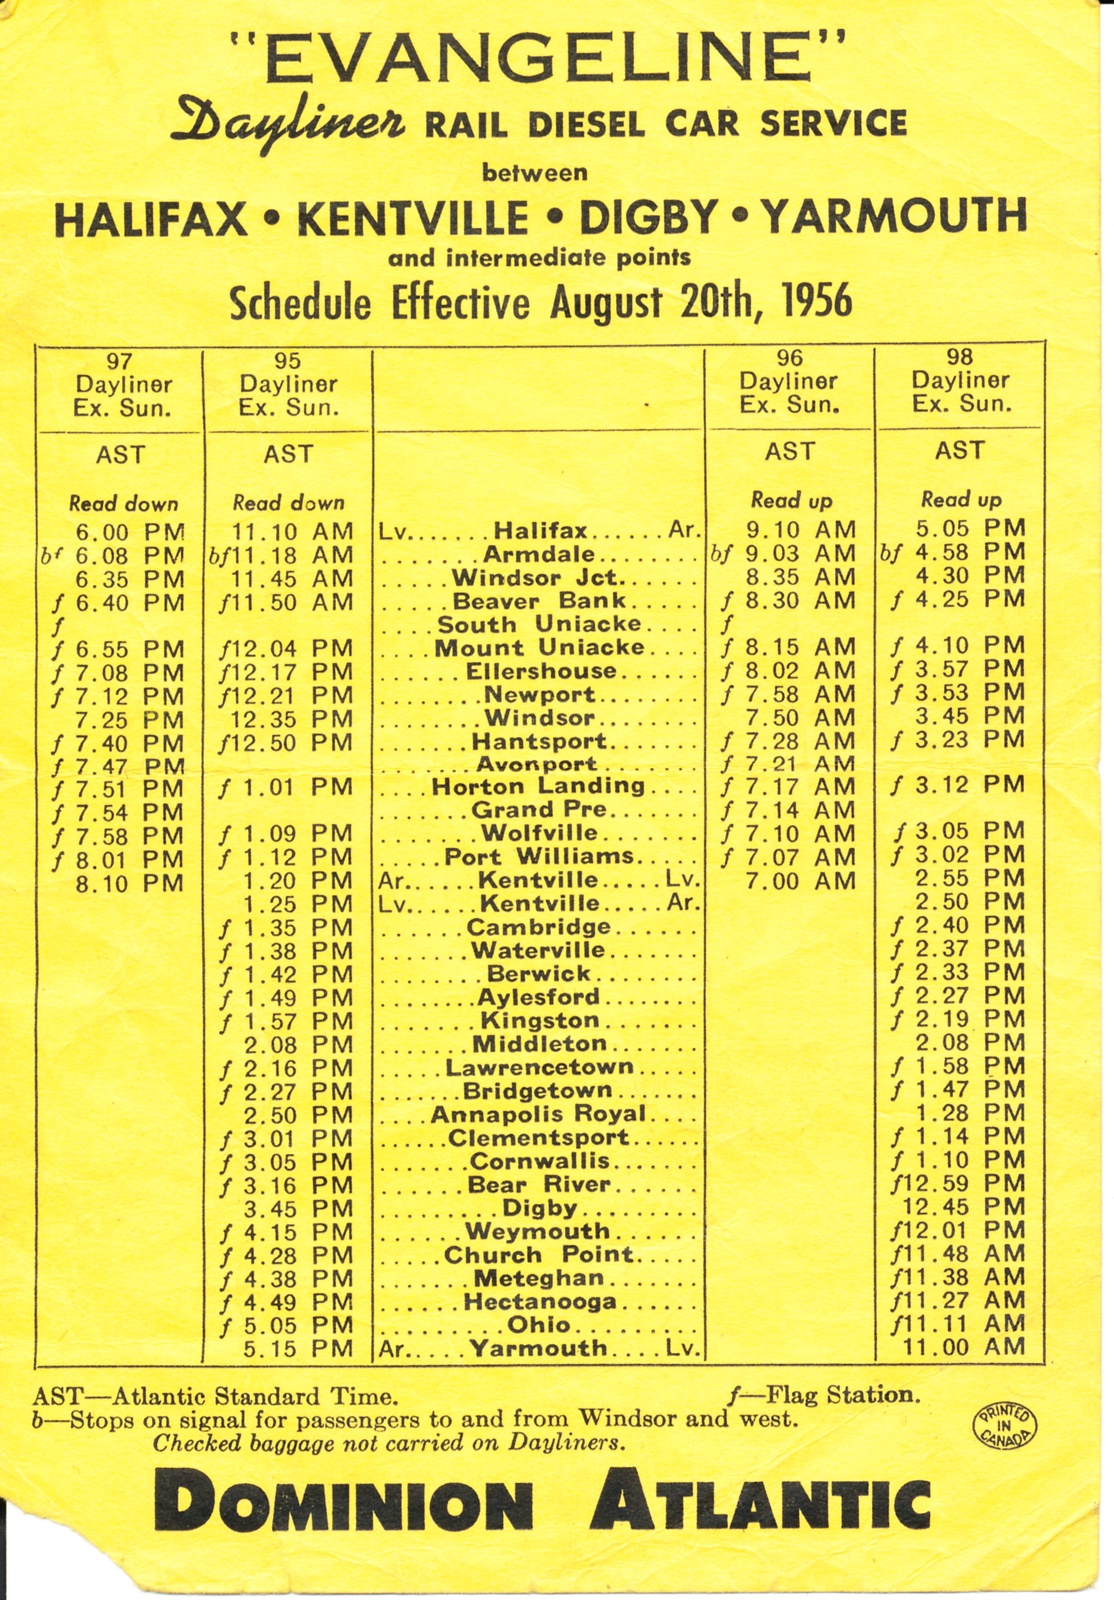 "EVANGELINE"
Dayliner RAIL DIESEL CAR SERVICE
between
HALIFAX • KENTVILLE • DIGBY • YARMOUTH
and intermediate points
Schedule Effective August 20th, 1956
97 95 96 98
Dayliner Dayliner Dayliner Dayliner
Ex. Sun. Ex. Sun. Ex. Sun. Ex. Sun.
AST AST AST AST
Read down Read down Read up Read up
6.00 PM 11.10 AM Lv.......Halifax......Ar. 9.10 AM 5.05 PM
bf 6.08 PM bf11.18 AM ........Armdale........ bf 9.03 AM bf 4.58 PM
6.35 PM 11.45 AM .....Windsor Jct...... 8.35 AM 4.30 PM
f 6.40 PM f11.50 AM .....Beaver Bank..... f 8.30 AM f 4.25 PM
f ....South Uniacke.... f
f 6.55 PM f12.04 PM ....Mount Uniacke.... f 8.15 AM f 4.10 PM
f 7.08 PM f12.17 PM .......Ellershouse...... f 8.02 AM f 3.57 PM
f 7.12 PM f12.21 PM ........Newport........ f 7.58 AM f 3.53 PM
7.25 PM 12.35 PM ........Windsor........ 7.50 AM 3.45 PM
f 7.40 PM f12.50 PM .......Hantsport....... f 7.28 AM f 3.23 PM
f 7.47 PM ........Avonport........ f 7.21 AM
f 7.51 PM f 1.01 PM ....Horton Landing.... f 7.17 AM f 3.12 PM
f 7.54 PM .......Grand Pre....... f 7.14 AM
f 7.58 PM f 1.09 PM .......Wolfville....... f 7.10 AM f 3.05 PM
f 8.01 PM f 1.12 PM .....Port Williams..... f 7.07 AM f 3.02 PM
8.10 PM 1.20 PM Ar......Kentville.....Lv. 7.00 AM 2.55 PM
1.25 PM Lv......Kentville.....Ar. 2.50 PM
f 1.35 PM .......Cambridge...... f 2.40 PM
f 1.38 PM .......Waterville....... f 2.37 PM
f 1.42 PM ........Berwick........ f 2.33 PM
f 1.49 PM .......Aylesford....... f 2.27 PM
f 1.57 PM .......Kingston....... f 2.19 PM
2.08 PM .......Middleton....... 2.08 PM
f 2.16 PM .....Lawrencetown..... f 1.58 PM
f 2.27 PM ......Bridgetown...... f 1.47 PM
2.50 PM ....Annapolis Royal.... 1.28 PM
f 3.01 PM ......Clementsport...... f 1.14 PM
f 3.05 PM .......Cornwallis....... f 1.10 PM
f 3.16 PM .......Bear River...... f12.59 PM
3.45 PM .........Digby......... 12.45 PM
f 4.15 PM ......Weymouth...... f12.01 PM
f 4.28 PM .....Church Point..... f11.48 AM
f 4.38 PM .......Meteghan....... f11.38 AM
f 4.49 PM ......Hectanooga...... f11.27 AM
f 5.05 PM .........Ohio......... f11.11 AM
5.15 PM Ar.....Yarmouth....Lv. 11.00 AM
AST—Atlantic Standard Time. f—Flag Station.
b—Stops on signal for passengers to and from Windsor and west.
Checked baggage not carried on Dayliners.
PRINTED
IN
CANADA
DOMINION ATLANTIC